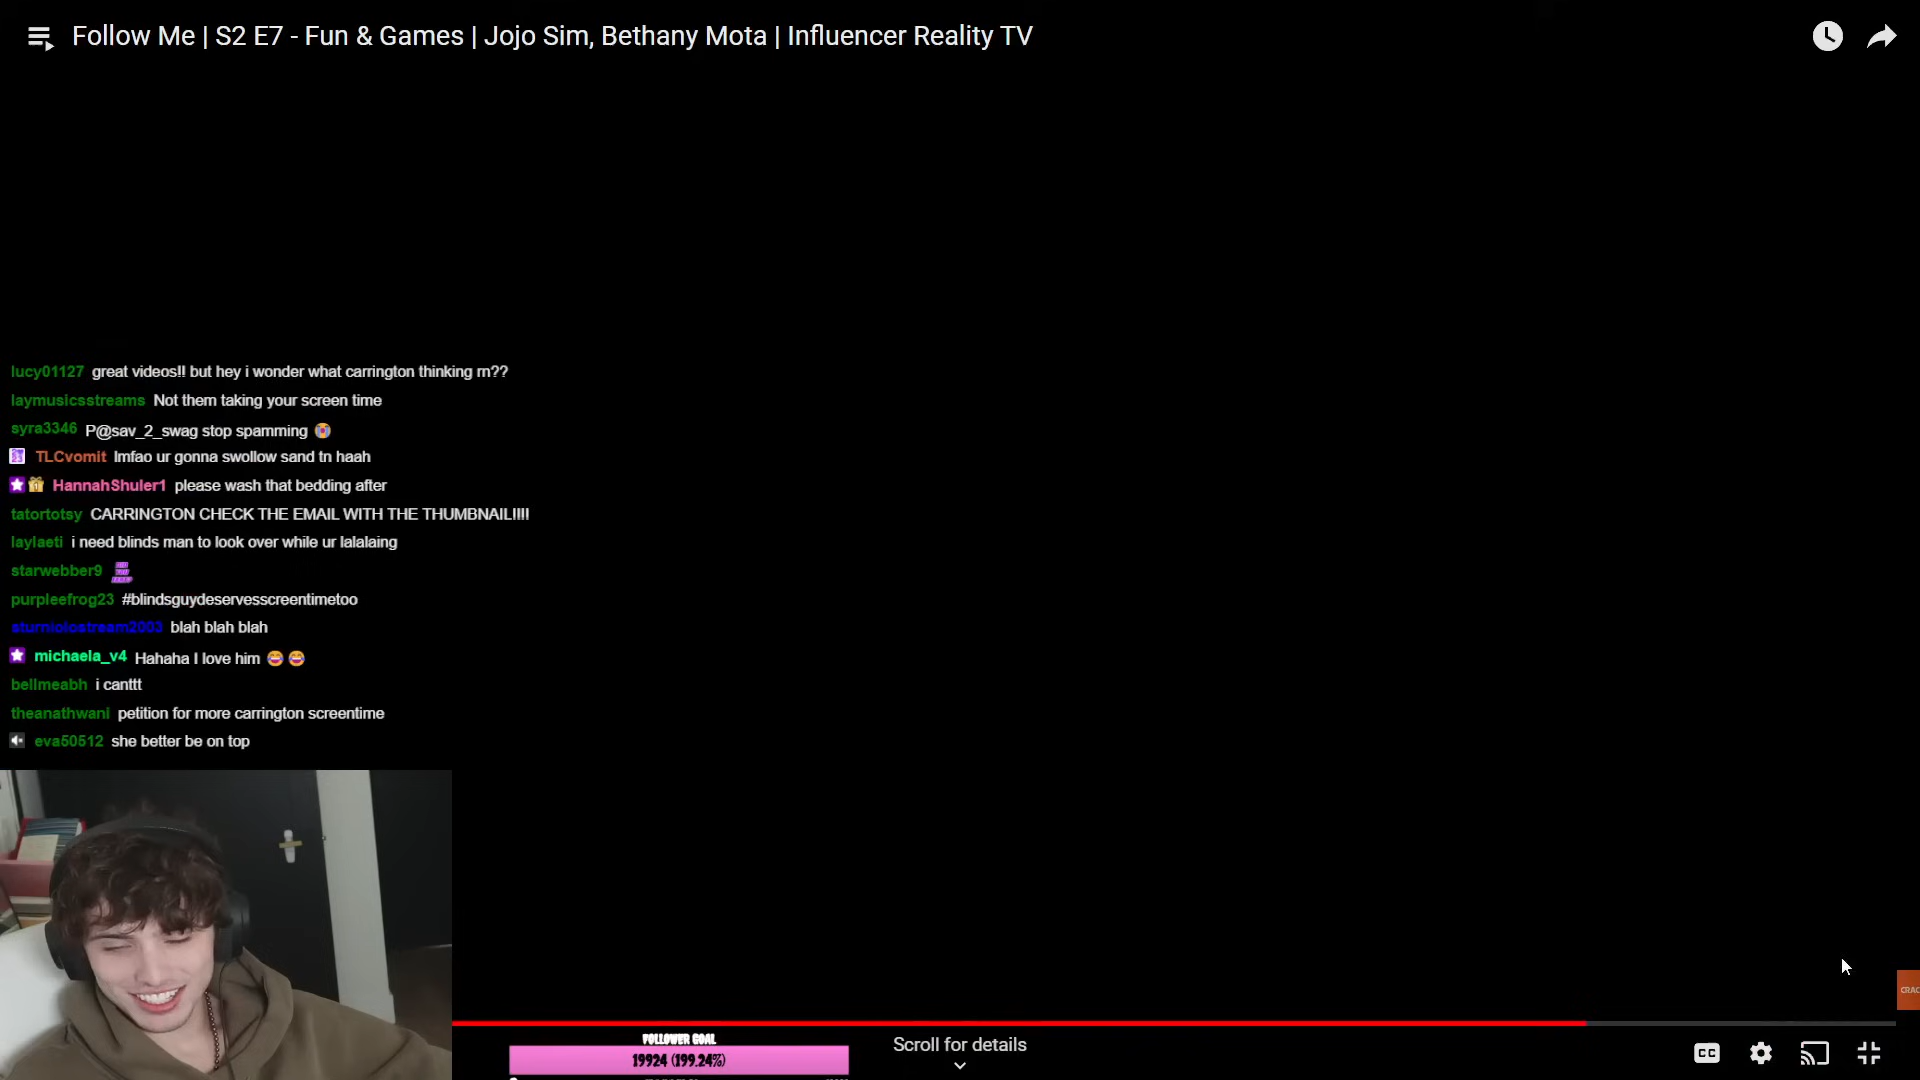 Follow Me | S2 E7 - Fun & Games | Jojo Sim, Bethany Mota | Influencer Reality TV
lucy01127 great videos!! but hey i wonder what carrington thinking m??
laymusicsstreams Not them taking your screen time
syra3346 P@sav_2_swag stop spamming
TLCvomit lmfao ur gonna swollow sand tn haah
HannahShuler1 please wash that bedding after
tatortotsy CARRINGTON CHECK THE EMAIL WITH THE THUMBNAIL!!!!
laylaeti i need blinds man to look over while ur lalalaing
starwebber9
purpleefrog23 #blindsguydeservesscreentimetoo
sturniolostream2003 blah blah blah
michaela_v4 Hahaha I love him
bellmeabh i canttt
theanathwani petition for more carrington screentime
eva50512 she better be on top
CRAC
FOLLOWER GOAL
19924 (199.24%)
Scroll for details
CC